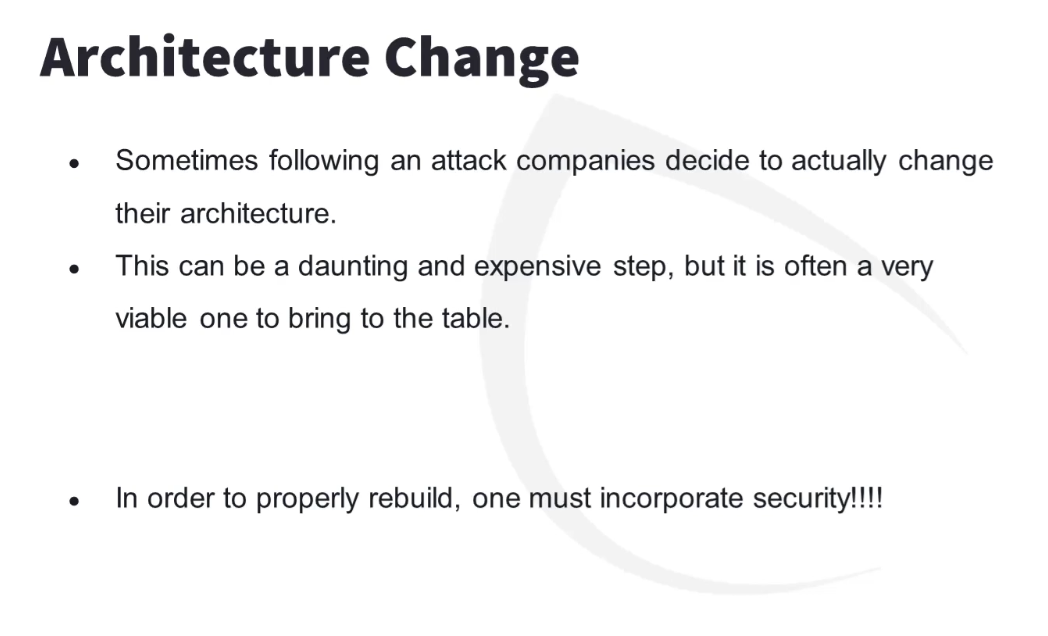 Architecture Change
• Sometimes following an attack companies decide to actually change
their architecture.
• This can be a daunting and expensive step, but it is often a very
viable one to bring to the table.
• In order to properly rebuild, one must incorporate security!!!!